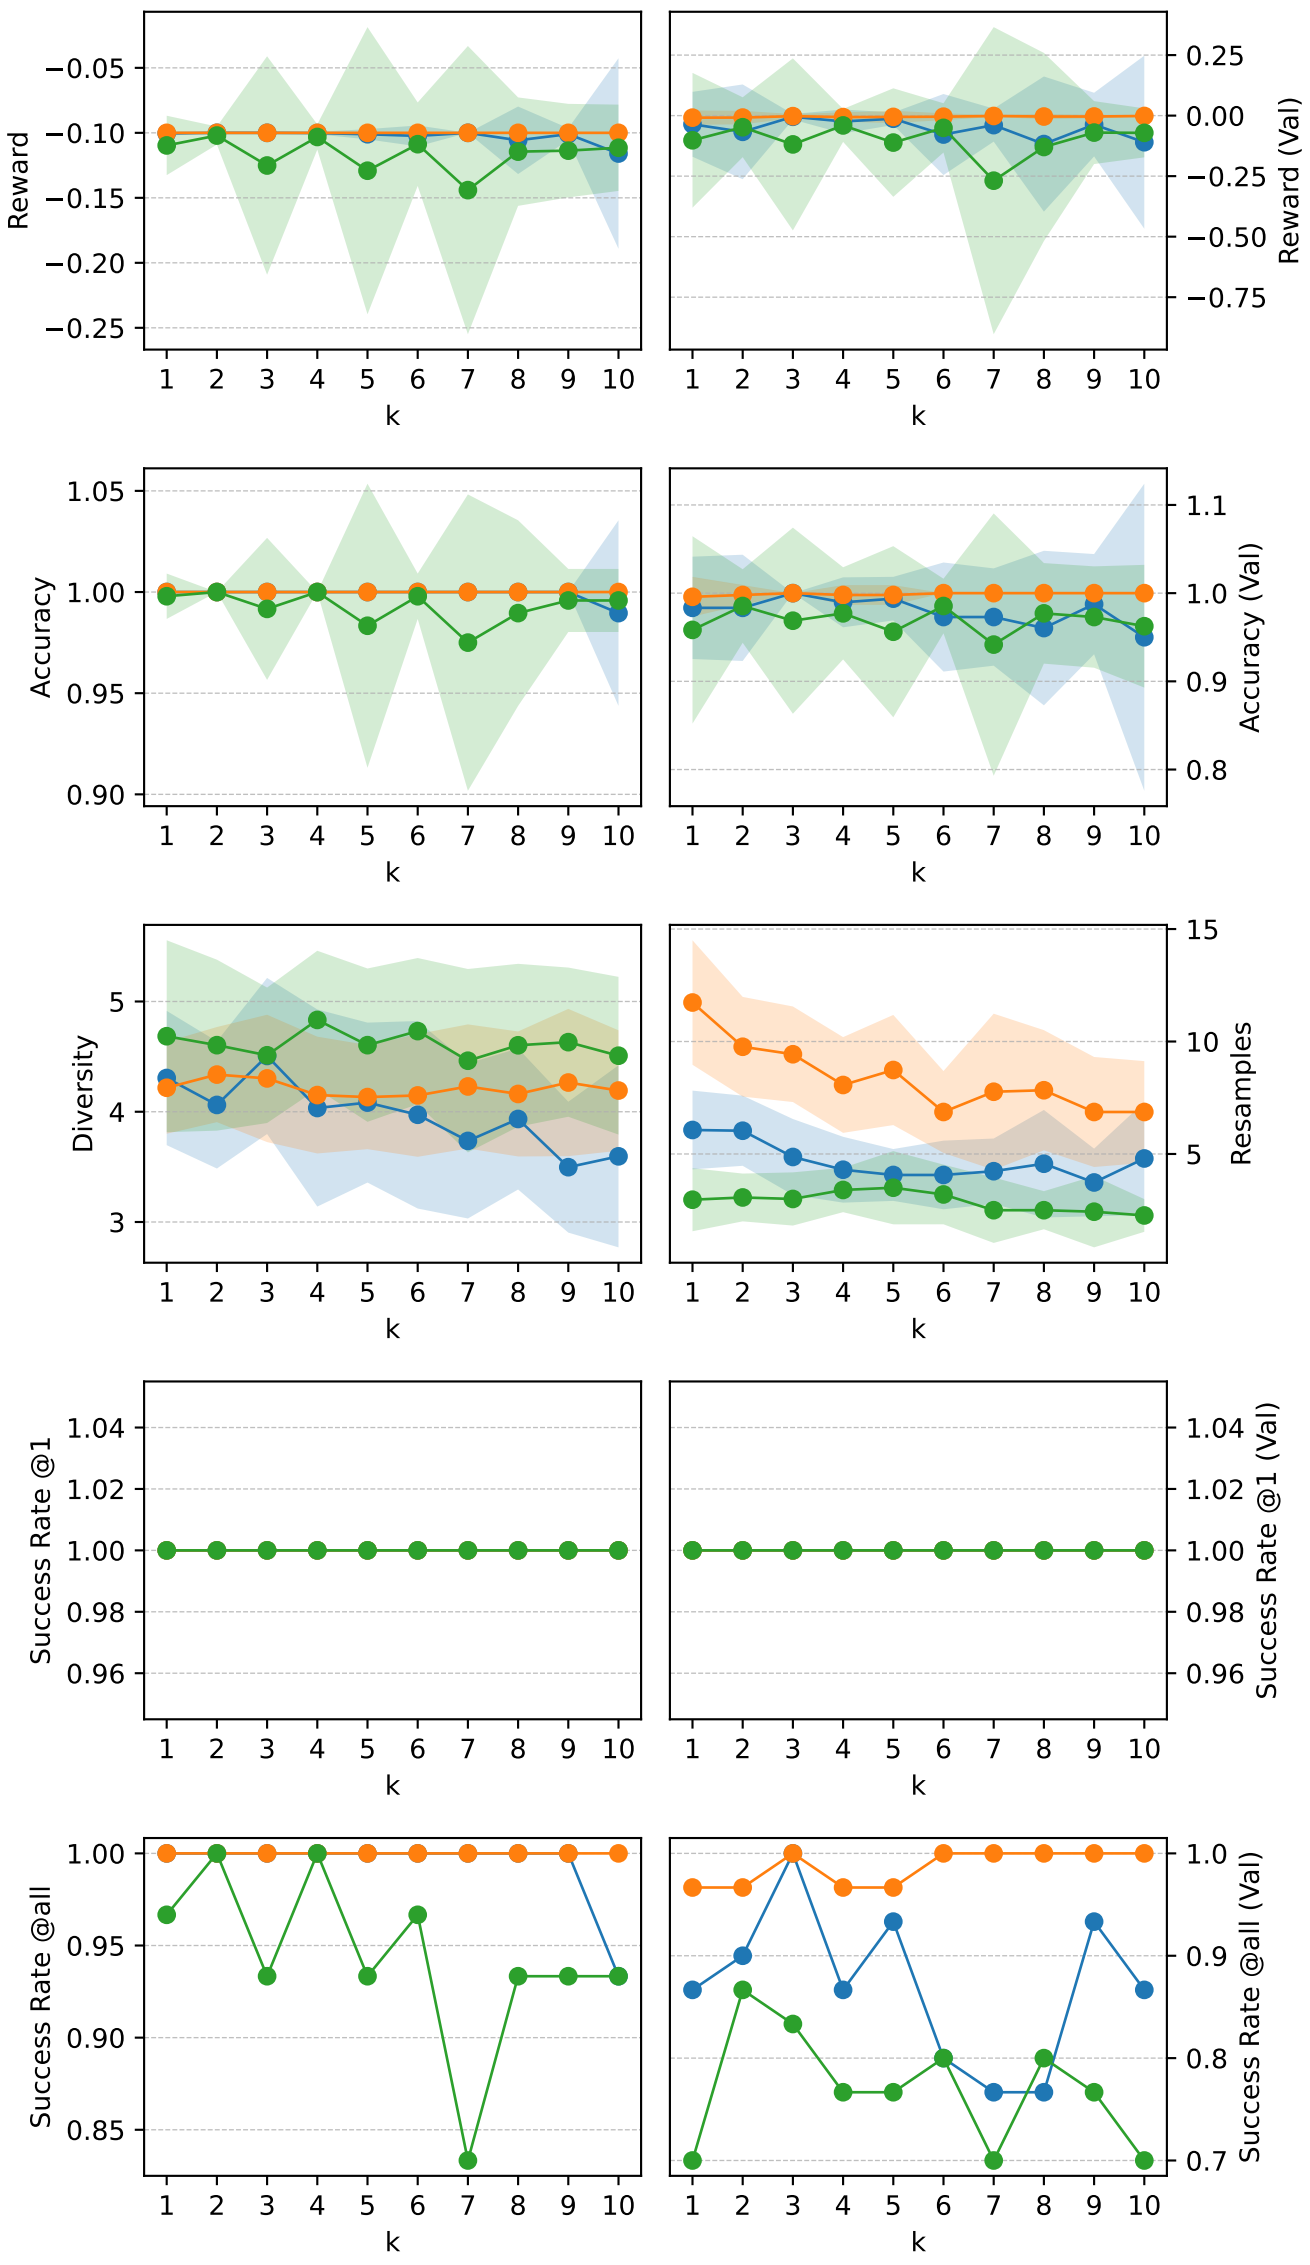 −0.05
−0.10
−0.15
−0.20
−0.25
Reward
1 2 3 4 5 6 7 8 9 10
k
0.25
0.00
−0.25
−0.50
−0.75
Reward (Val)
1 2 3 4 5 6 7 8 9 10
k
1.05
1.00
0.95
0.90
Accuracy
1 2 3 4 5 6 7 8 9 10
k
1.1
1.0
0.9
0.8
Accuracy (Val)
1 2 3 4 5 6 7 8 9 10
k
5
4
3
Diversity
1 2 3 4 5 6 7 8 9 10
k
15
10
5
Resamples
1 2 3 4 5 6 7 8 9 10
k
1.04
1.02
1.00
0.98
0.96
Success Rate @1
1 2 3 4 5 6 7 8 9 10
k
1.04
1.02
1.00
0.98
0.96
Success Rate @1 (Val)
1 2 3 4 5 6 7 8 9 10
k
1.00
0.95
0.90
0.85
Success Rate @all
1 2 3 4 5 6 7 8 9 10
k
1.0
0.9
0.8
0.7
Success Rate @all (Val)
1 2 3 4 5 6 7 8 9 10
k